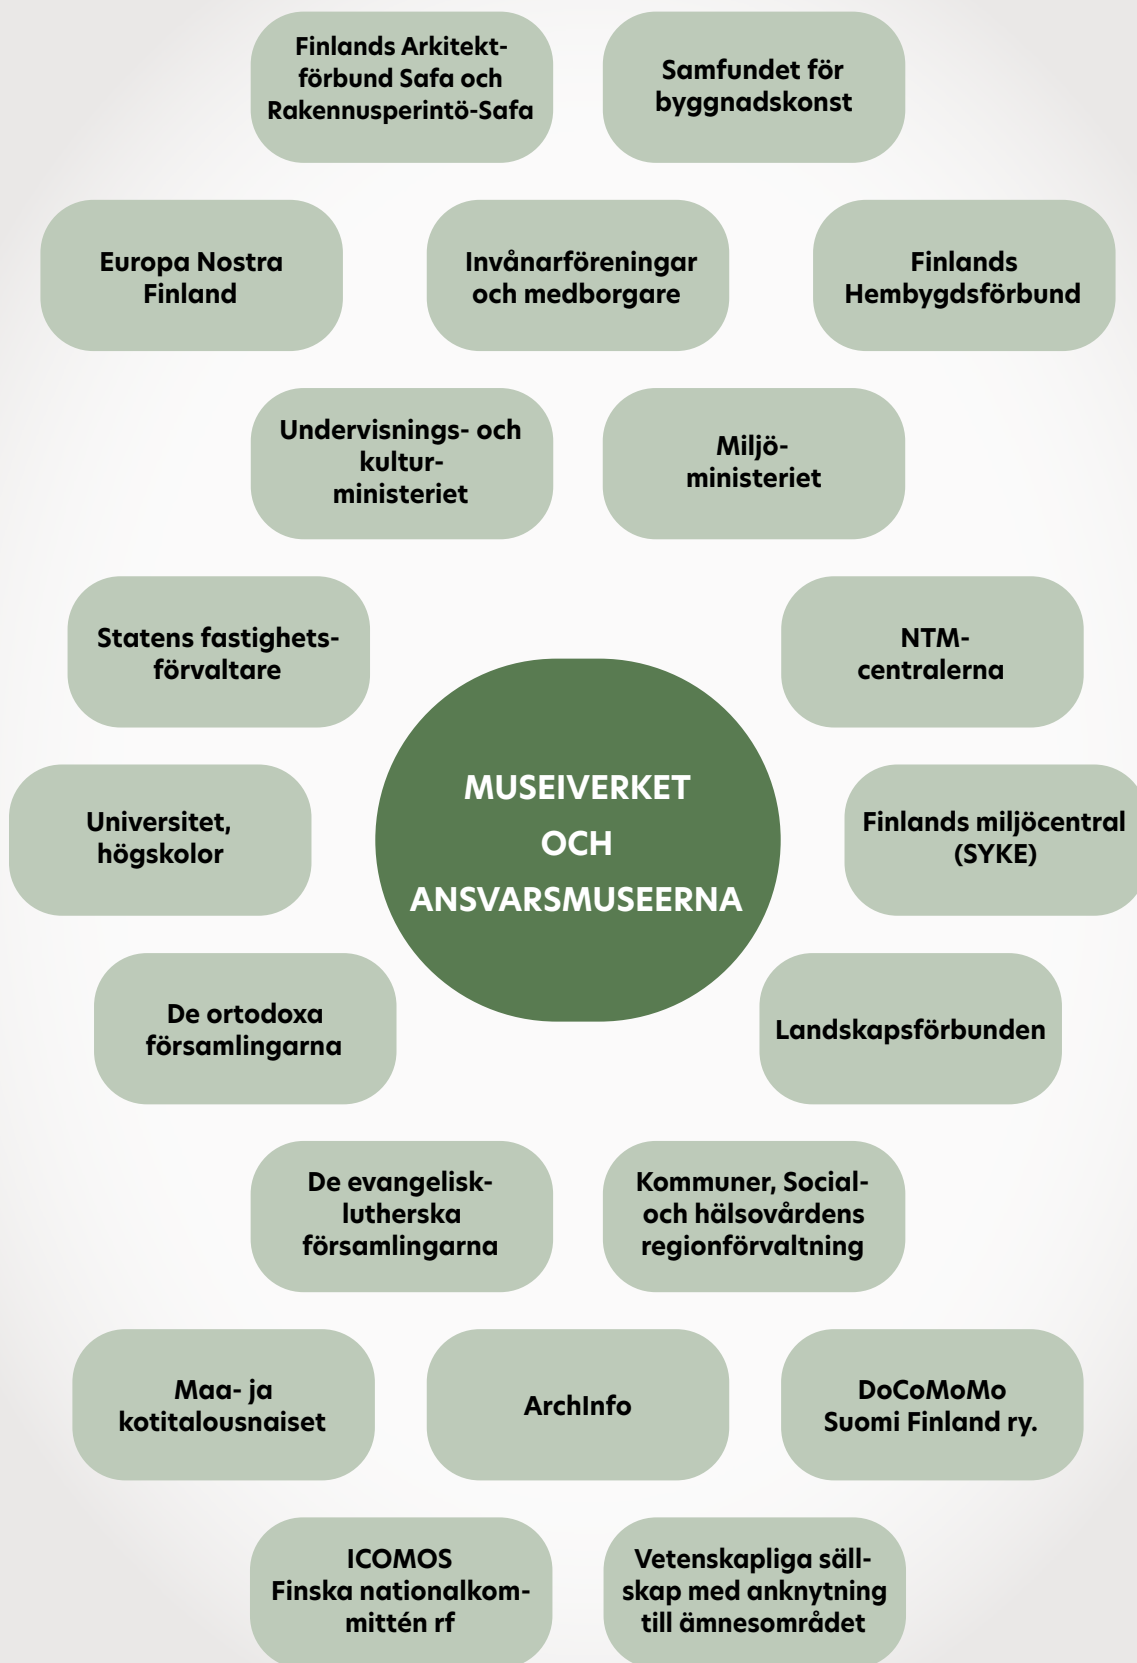 Finlands Arkitekt-
förbund Safa och
Rakennusperintö-Safa
Samfundet för
byggnadskonst
Europa Nostra
Finland
Invånarföreningar
och medborgare
Finlands
Hembygdsförbund
Undervisnings- och
kultur-
ministeriet
Miljö-
ministeriet
Statens fastighets-
förvaltare
NTM-
centralerna
MUSEIVERKET
OCH
ANSVARSMUSEERNA
Universitet,
högskolor
Finlands miljöcentral
(SYKE)
De ortodoxa
församlingarna
Landskapsförbunden
De evangelisk-
lutherska
församlingarna
Kommuner, Social-
och hälsovårdens
regionförvaltning
Maa- ja
kotitalousnaiset
ArchInfo
DoCoMoMo
Suomi Finland ry.
ICOMOS
Finska nationalkom-
mittén rf
Vetenskapliga säll-
skap med anknytning
till ämnesområdet